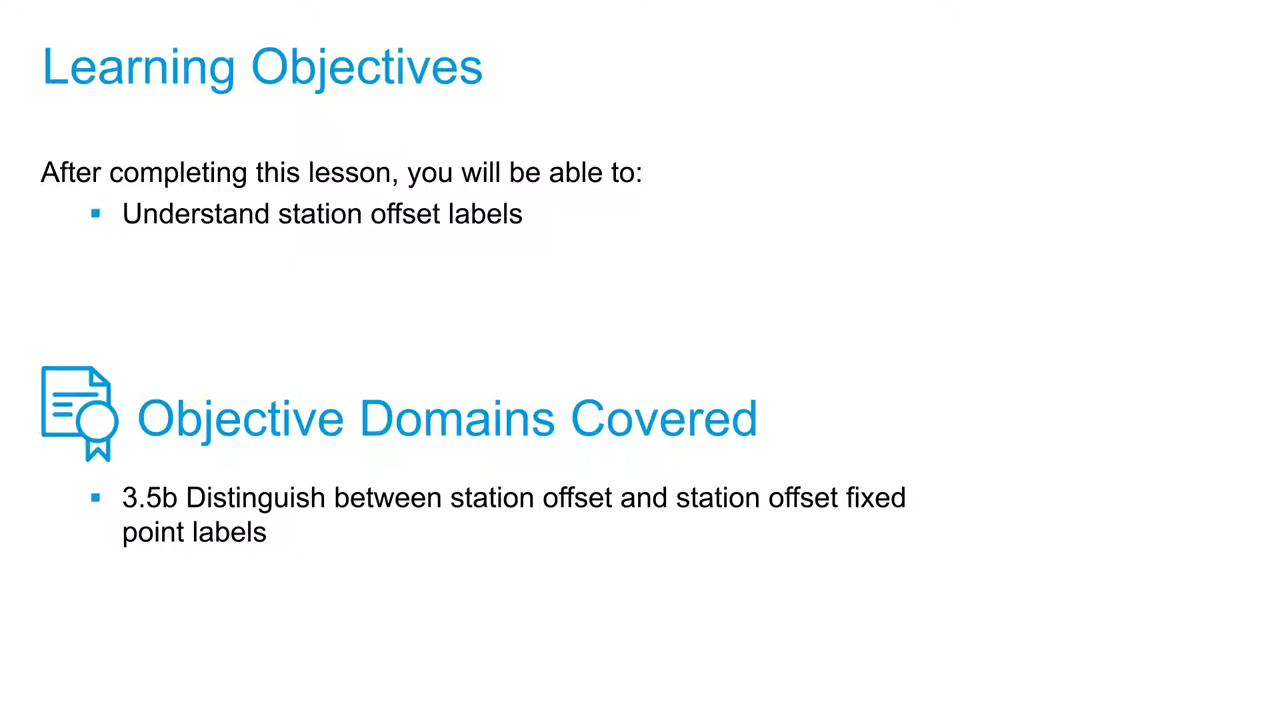 Learning Objectives
After completing this lesson, you will be able to:
▪ Understand station offset labels
Objective Domains Covered
▪ 3.5b Distinguish between station offset and station offset fixed
point labels